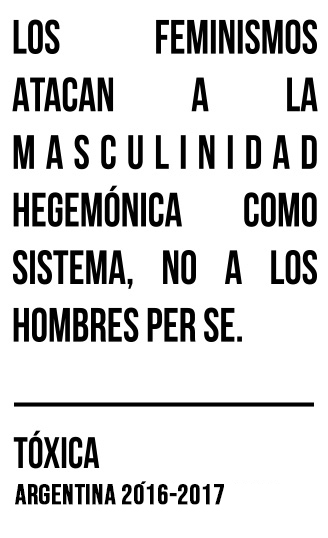 LOS FEMINISMOS
ATACAN A LA
MASCULINIDAD
HEGEMÓNICA COMO
SISTEMA, NO A LOS
HOMBRES PER SE.
TÓXICA
ARGENTINA 2016-2017